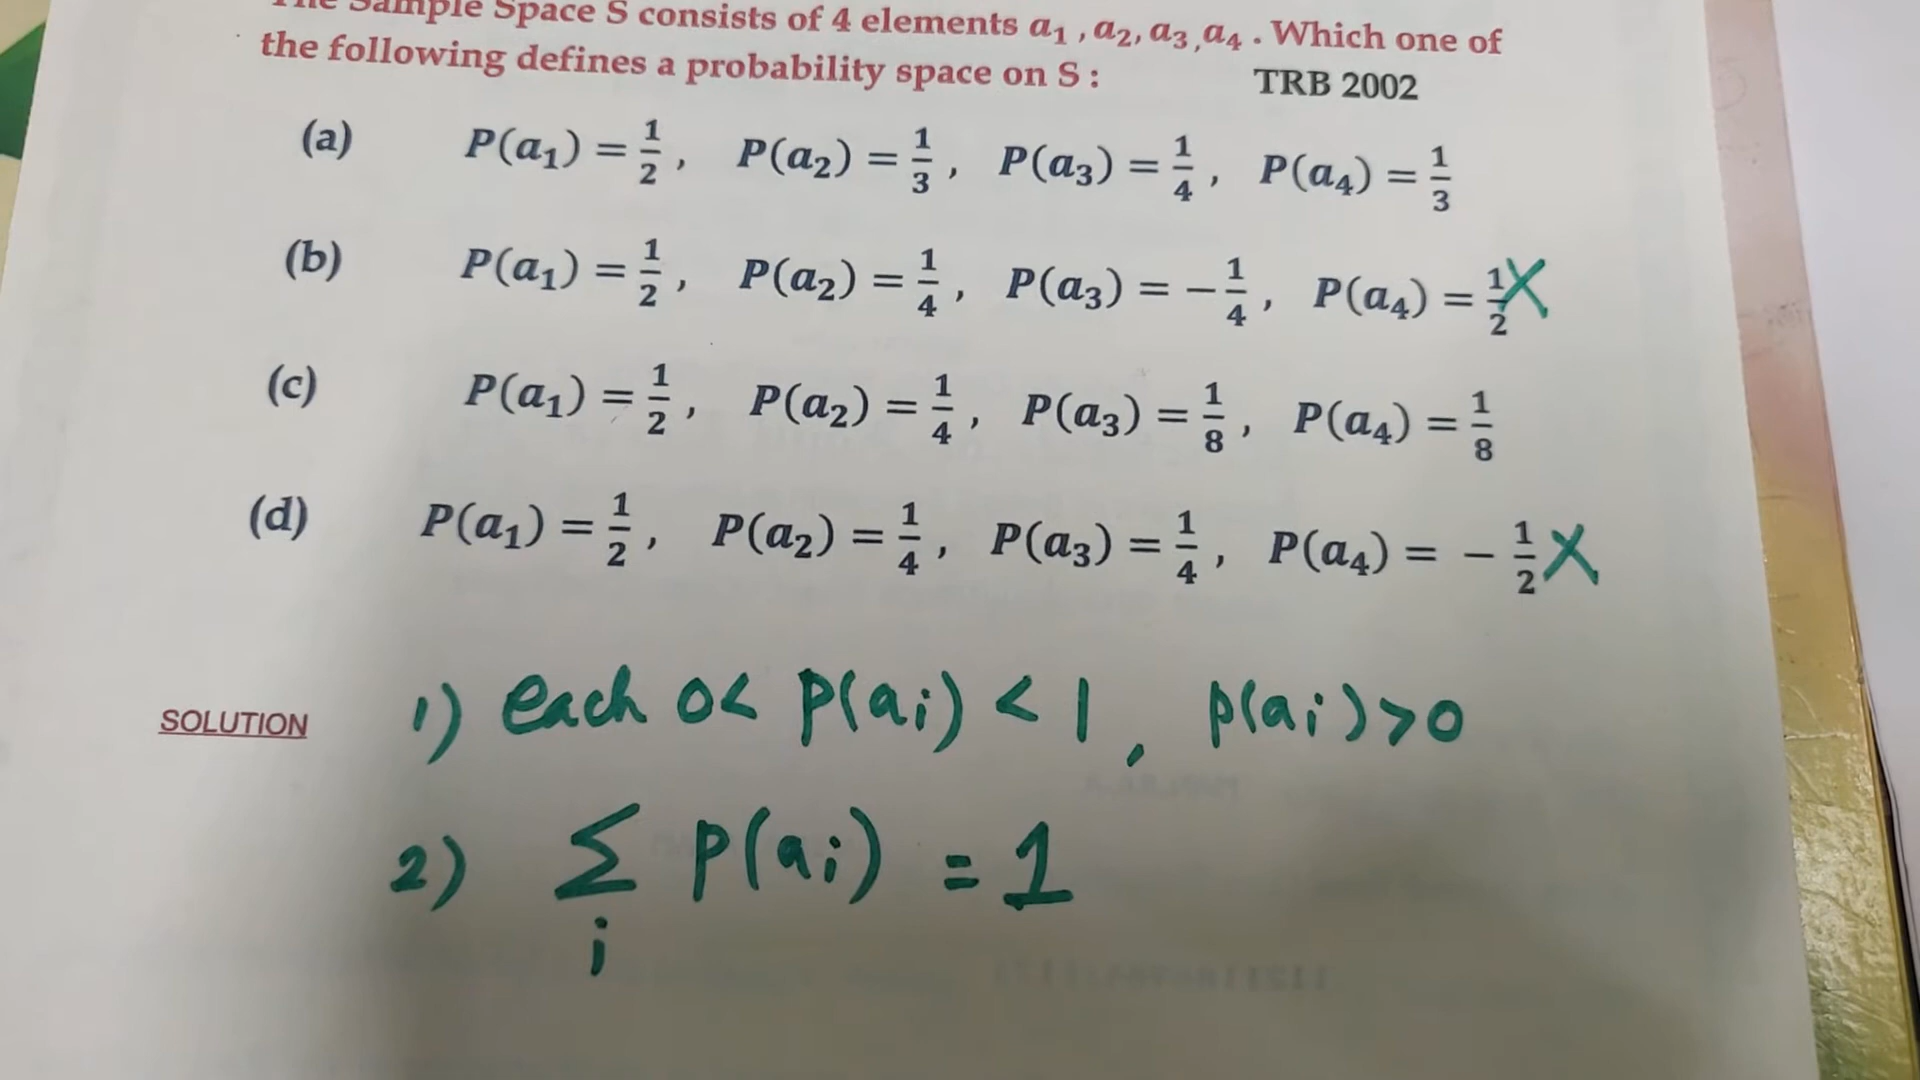 The Sample Space S consists of 4 elements a₁ , a₂, a₃ ,a₄ . Which one of
the following defines a probability space on S : TRB 2002
(a) P(a₁) = 1/2 , P(a₂) = 1/3 , P(a₃) = 1/4 , P(a₄) = 1/3
(b) P(a₁) = 1/2 , P(a₂) = 1/4 , P(a₃) = −1/4 , P(a₄) = 1/2 X
(c) P(a₁) = 1/2 , P(a₂) = 1/4 , P(a₃) = 1/8 , P(a₄) = 1/8
(d) P(a₁) = 1/2 , P(a₂) = 1/4 , P(a₃) = 1/4 , P(a₄) = − 1/2 X
SOLUTION 1) each 0< P(aᵢ) < 1 , P(aᵢ) >0
2) Σᵢ P(aᵢ) = 1